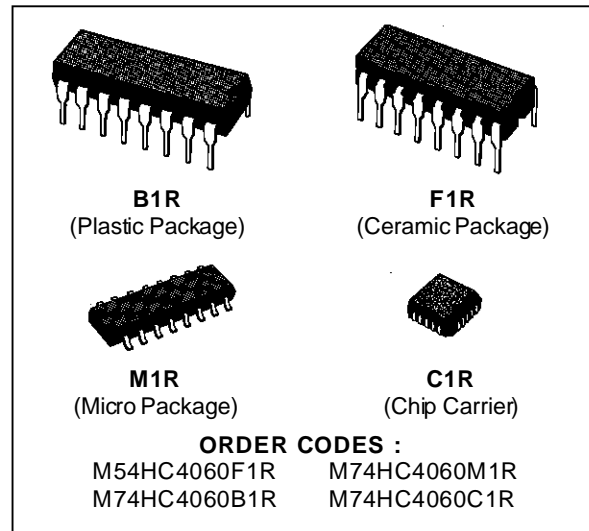 B1R
(Plastic Package)
F1R
(Ceramic Package)
M1R
(Micro Package)
C1R
(Chip Carrier)
ORDER CODES :
M54HC4060F1R M74HC4060M1R
M74HC4060B1R M74HC4060C1R